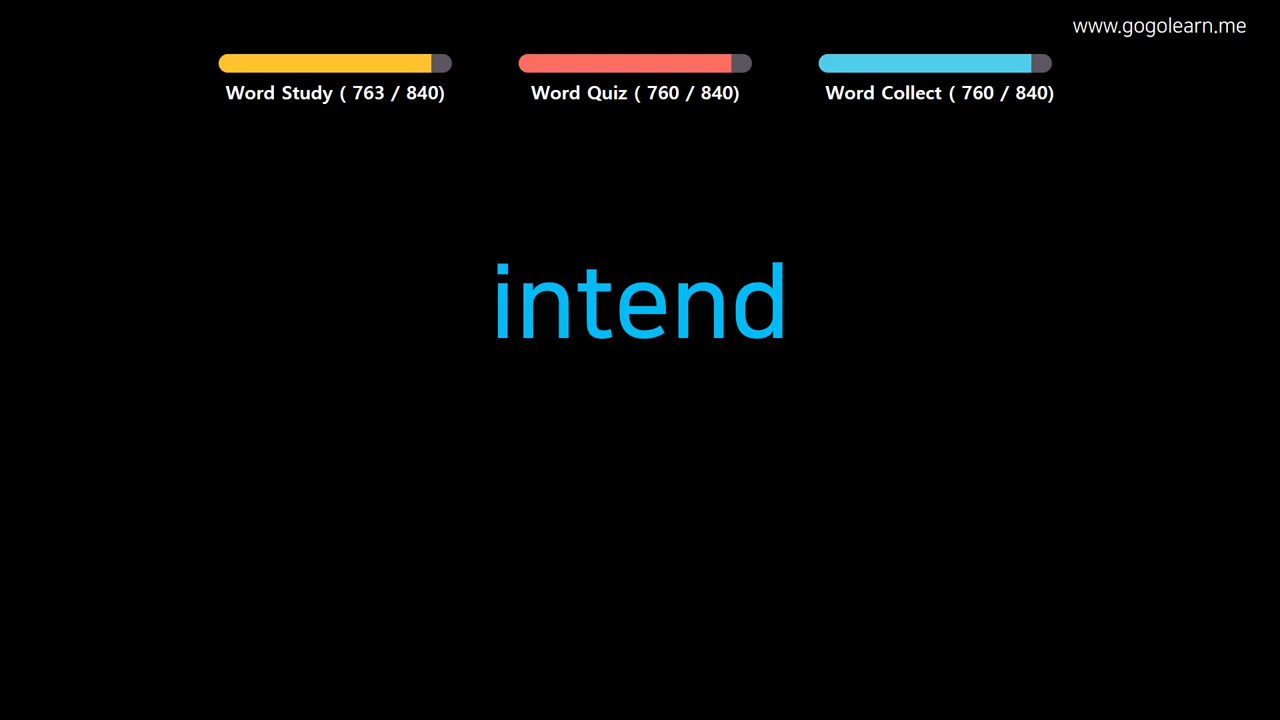 www.gogolearn.me
Word Study ( 763 / 840)
Word Quiz ( 760 / 840)
Word Collect ( 760 / 840)
intend